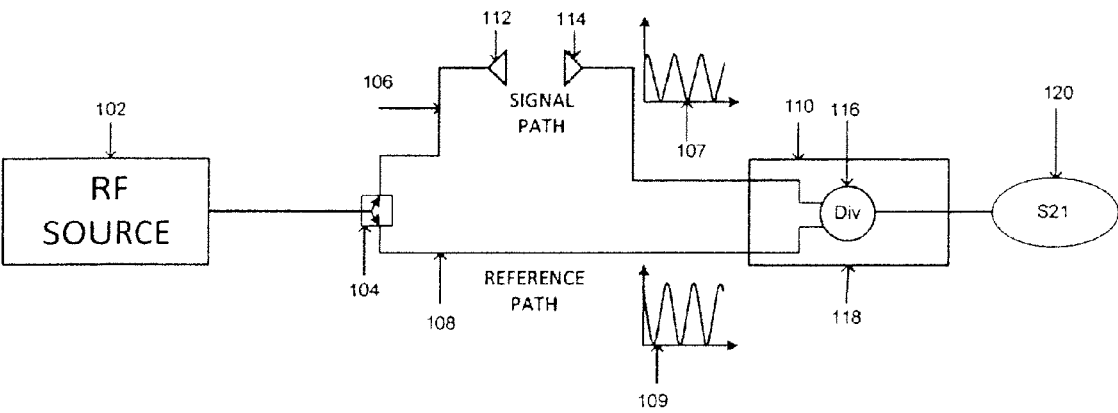 112
114
106
SIGNAL
PATH
102
107
110
116
120
RF
SOURCE
Div
S21
104
108
REFERENCE
PATH
118
109